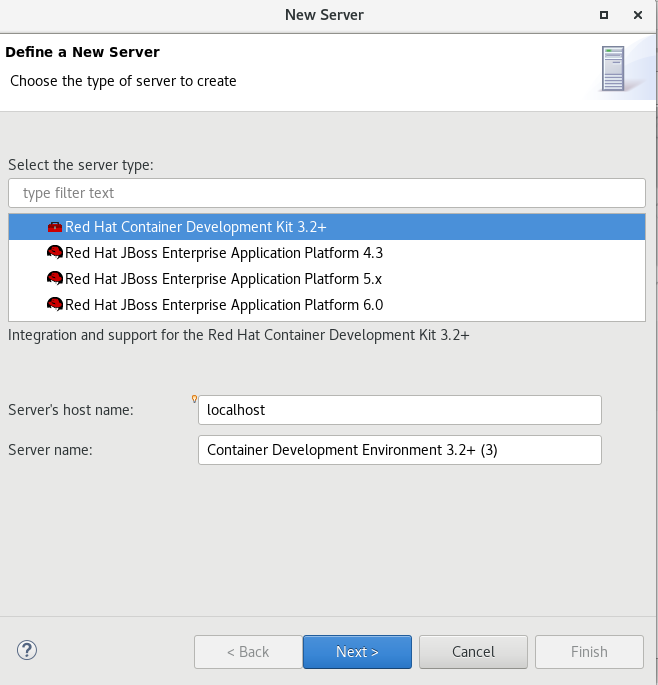 New Server
Define a New Server
Choose the type of server to create
Select the server type:
type filter text
Red Hat Container Development Kit 3.2+
Red Hat JBoss Enterprise Application Platform 4.3
Red Hat JBoss Enterprise Application Platform 5.x
Red Hat JBoss Enterprise Application Platform 6.0
Integration and support for the Red Hat Container Development Kit 3.2+
Server's host name: localhost
Server name: Container Development Environment 3.2+ (3)
? < Back Next > Cancel Finish